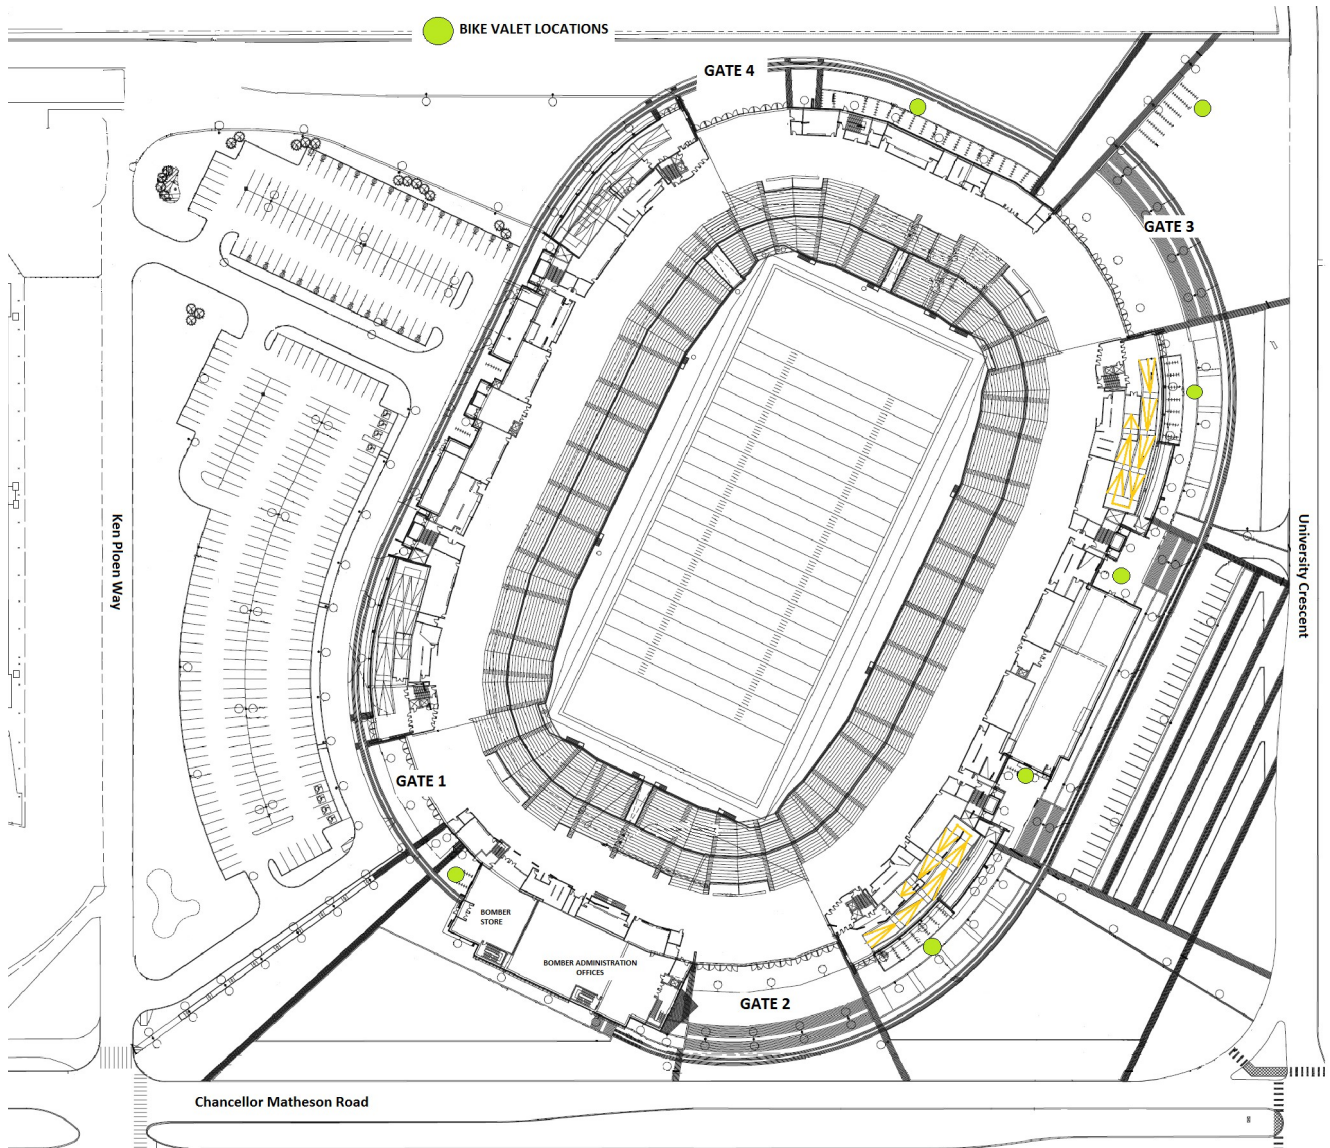 BIKE VALET LOCATIONS
GATE 4
GATE 3
Ken Ploen Way
University Crescent
GATE 1
BOMBER
STORE
BOMBER ADMINISTRATION
OFFICES
GATE 2
Chancellor Matheson Road